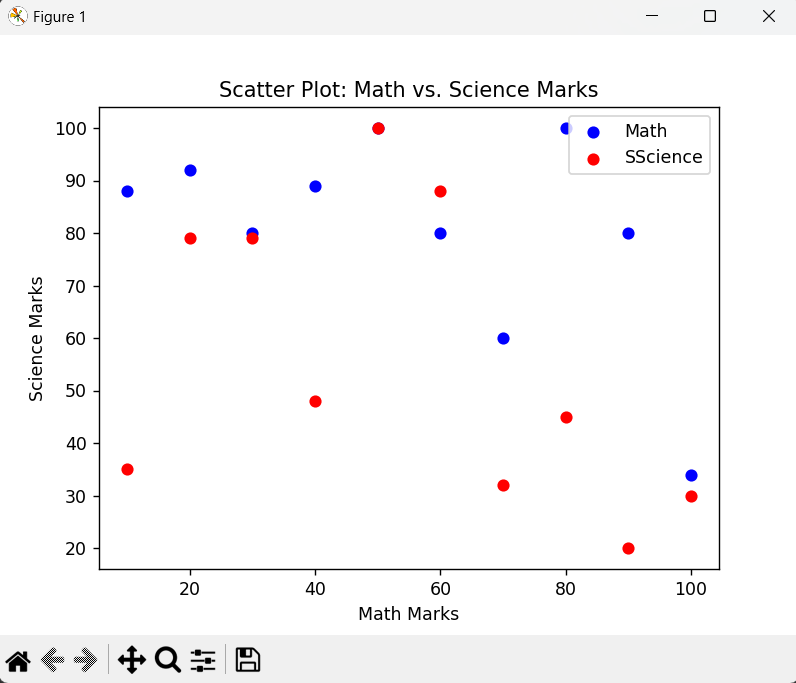 Figure 1
Scatter Plot: Math vs. Science Marks
Math
SScience
100
90
80
70
60
50
40
30
20
Science Marks
20 40 60 80 100
Math Marks